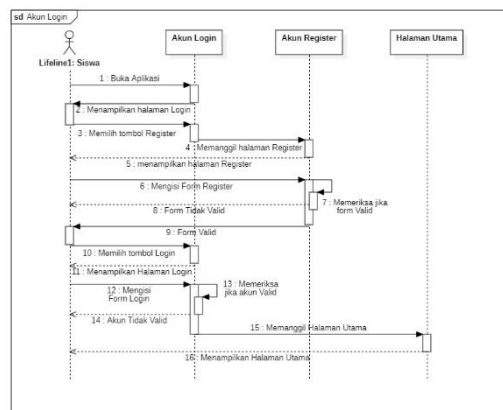 sd Akun Login
Akun Login
Akun Register
Halaman Utama
Lifeline1: Siswa
1 : Buka Aplikasi
2 : Menampilkan halaman Login
3 : Memilih tombol Register
4 : Memanggil halaman Register
5 : menampilkan halaman Register
6 : Mengisi Form Register
7 : Memeriksa jika
form Valid
8 : Form Tidak Valid
9 : Form Valid
10 : Memilih tombol Login
11 : Menampilkan Halaman Login
12 : Mengisi
Form Login
13 : Memeriksa
jika akun Valid
14 : Akun Tidak Valid
15 : Memanggil Halaman Utama
16 : Menampilkan Halaman Utama